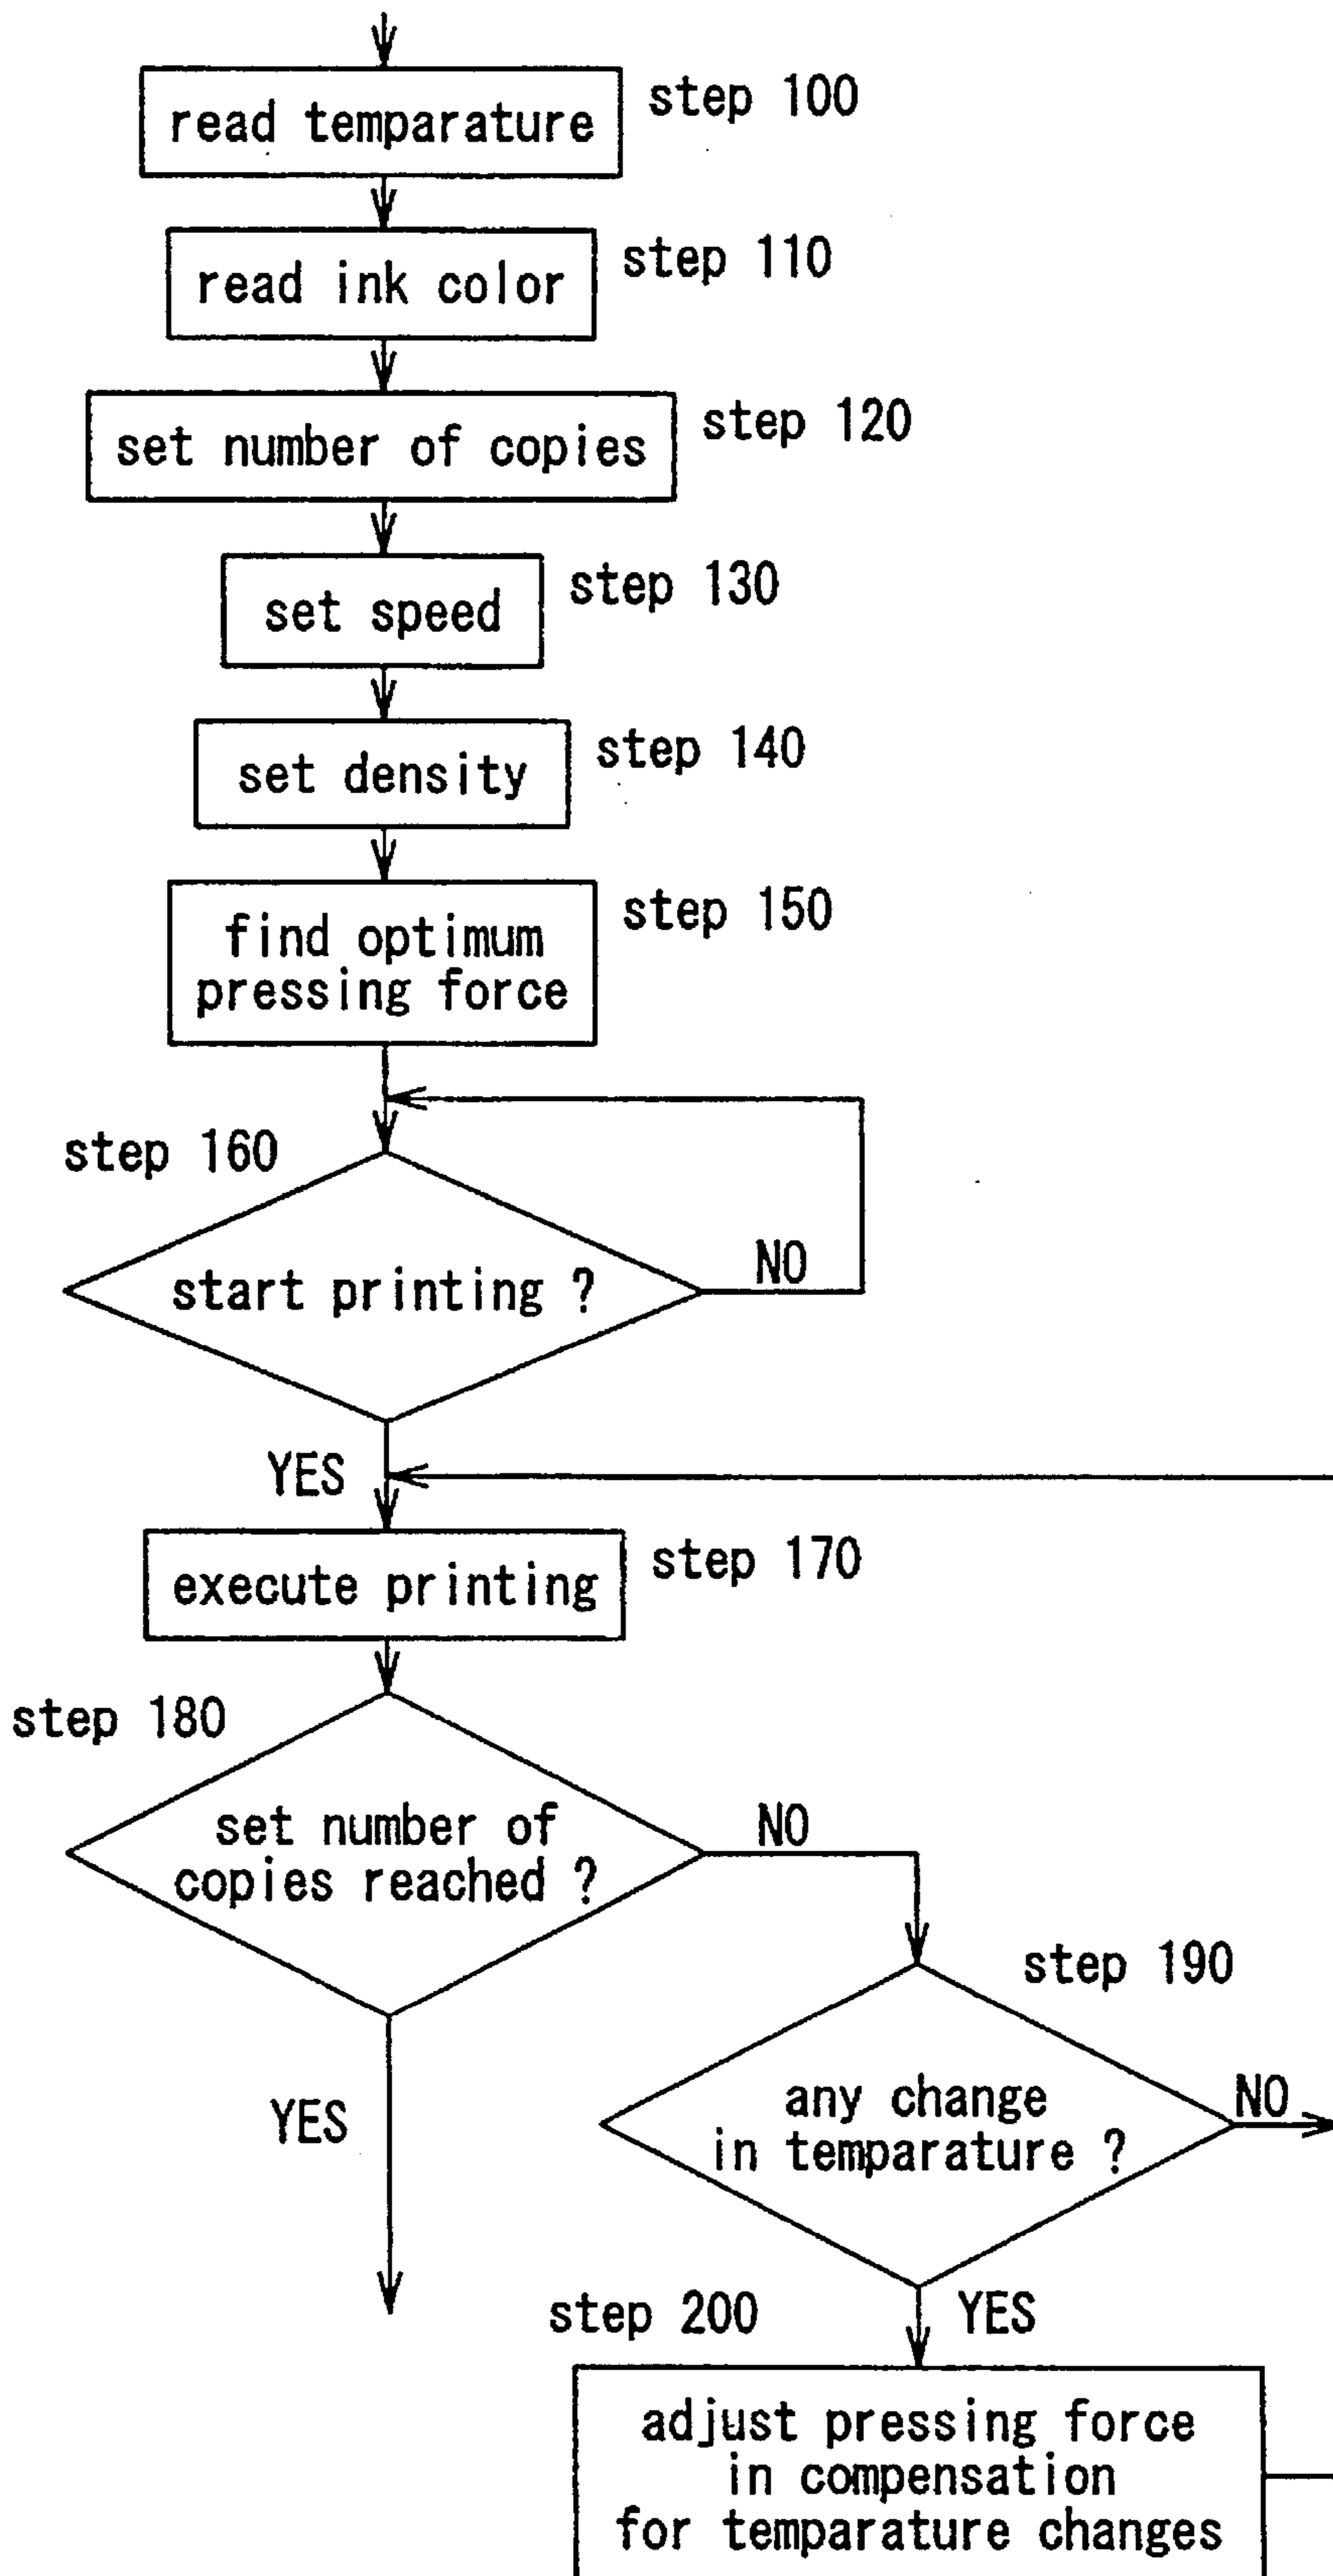 read temparature
step 100
read ink color
step 110
set number of copies
step 120
set speed
step 130
set density
step 140
find optimum
pressing force
step 150
step 160
start printing ?
NO
YES
execute printing
step 170
step 180
set number of
copies reached ?
NO
YES
step 190
any change
in temparature ?
NO
YES
step 200
adjust pressing force
in compensation
for temparature changes